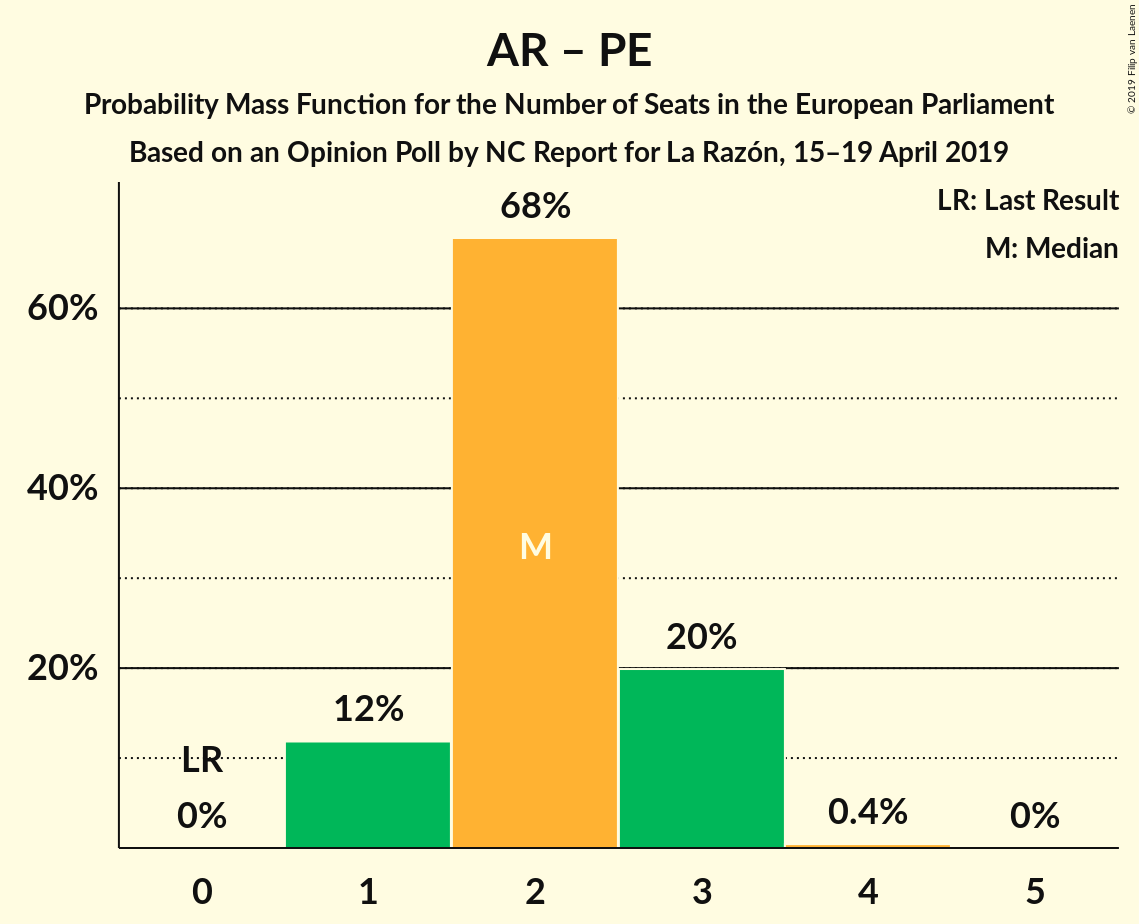 AR – PE
Probability Mass Function for the Number of Seats in the European Parliament
Based on an Opinion Poll by NC Report for La Razón, 15–19 April 2019
© 2019 Filip van Laenen
LR: Last Result
M: Median
68%
60%
40%
M
20%
20%
12%
LR
0%
0.4%
0%
0 1 2 3 4 5